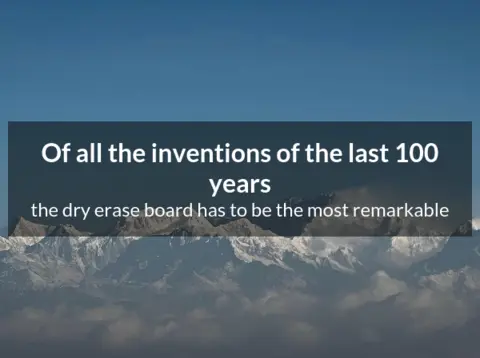 Of all the inventions of the last 100
years
the dry erase board has to be the most remarkable